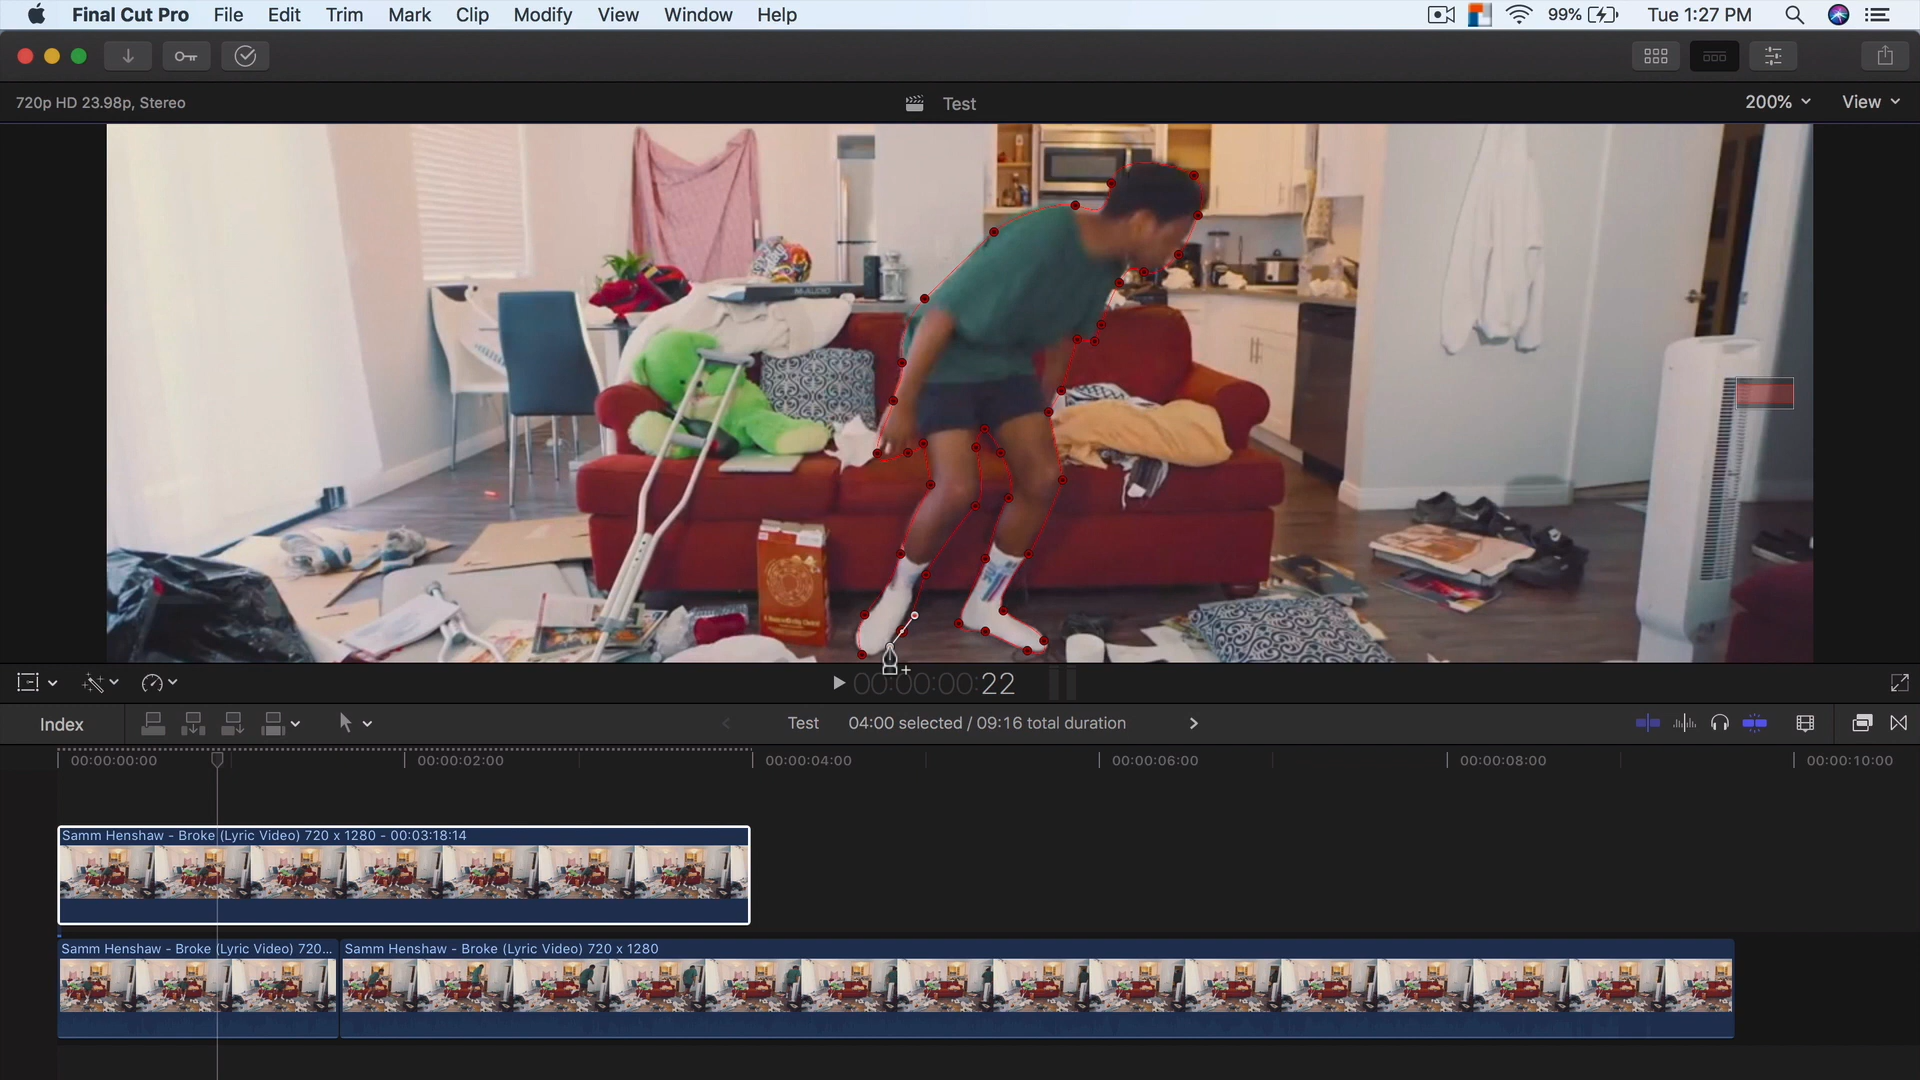 Final Cut Pro File Edit Trim Mark Clip Modify View Window Help 99% Tue 1:27 PM
720p HD 23.98p, Stereo Test 200% View
M-AUDIO
00:00:00:22
Index Test 04:00 selected / 09:16 total duration
00:00:00:00 00:00:02:00 00:00:04:00 00:00:06:00 00:00:08:00 00:00:10:00
Samm Henshaw - Broke (Lyric Video) 720 x 1280 - 00:03:18:14
Samm Henshaw - Broke (Lyric Video) 720... Samm Henshaw - Broke (Lyric Video) 720 x 1280